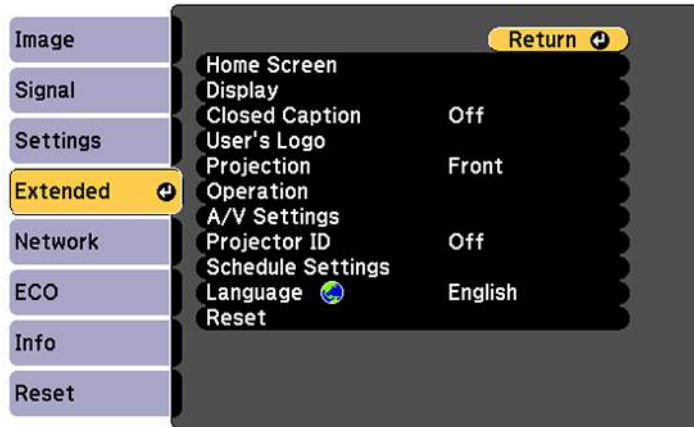 Image
Signal
Settings
Extended
Network
ECO
Info
Reset
Return
Home Screen
Display
Closed Caption Off
User's Logo
Projection Front
Operation
A/V Settings
Projector ID Off
Schedule Settings
Language English
Reset